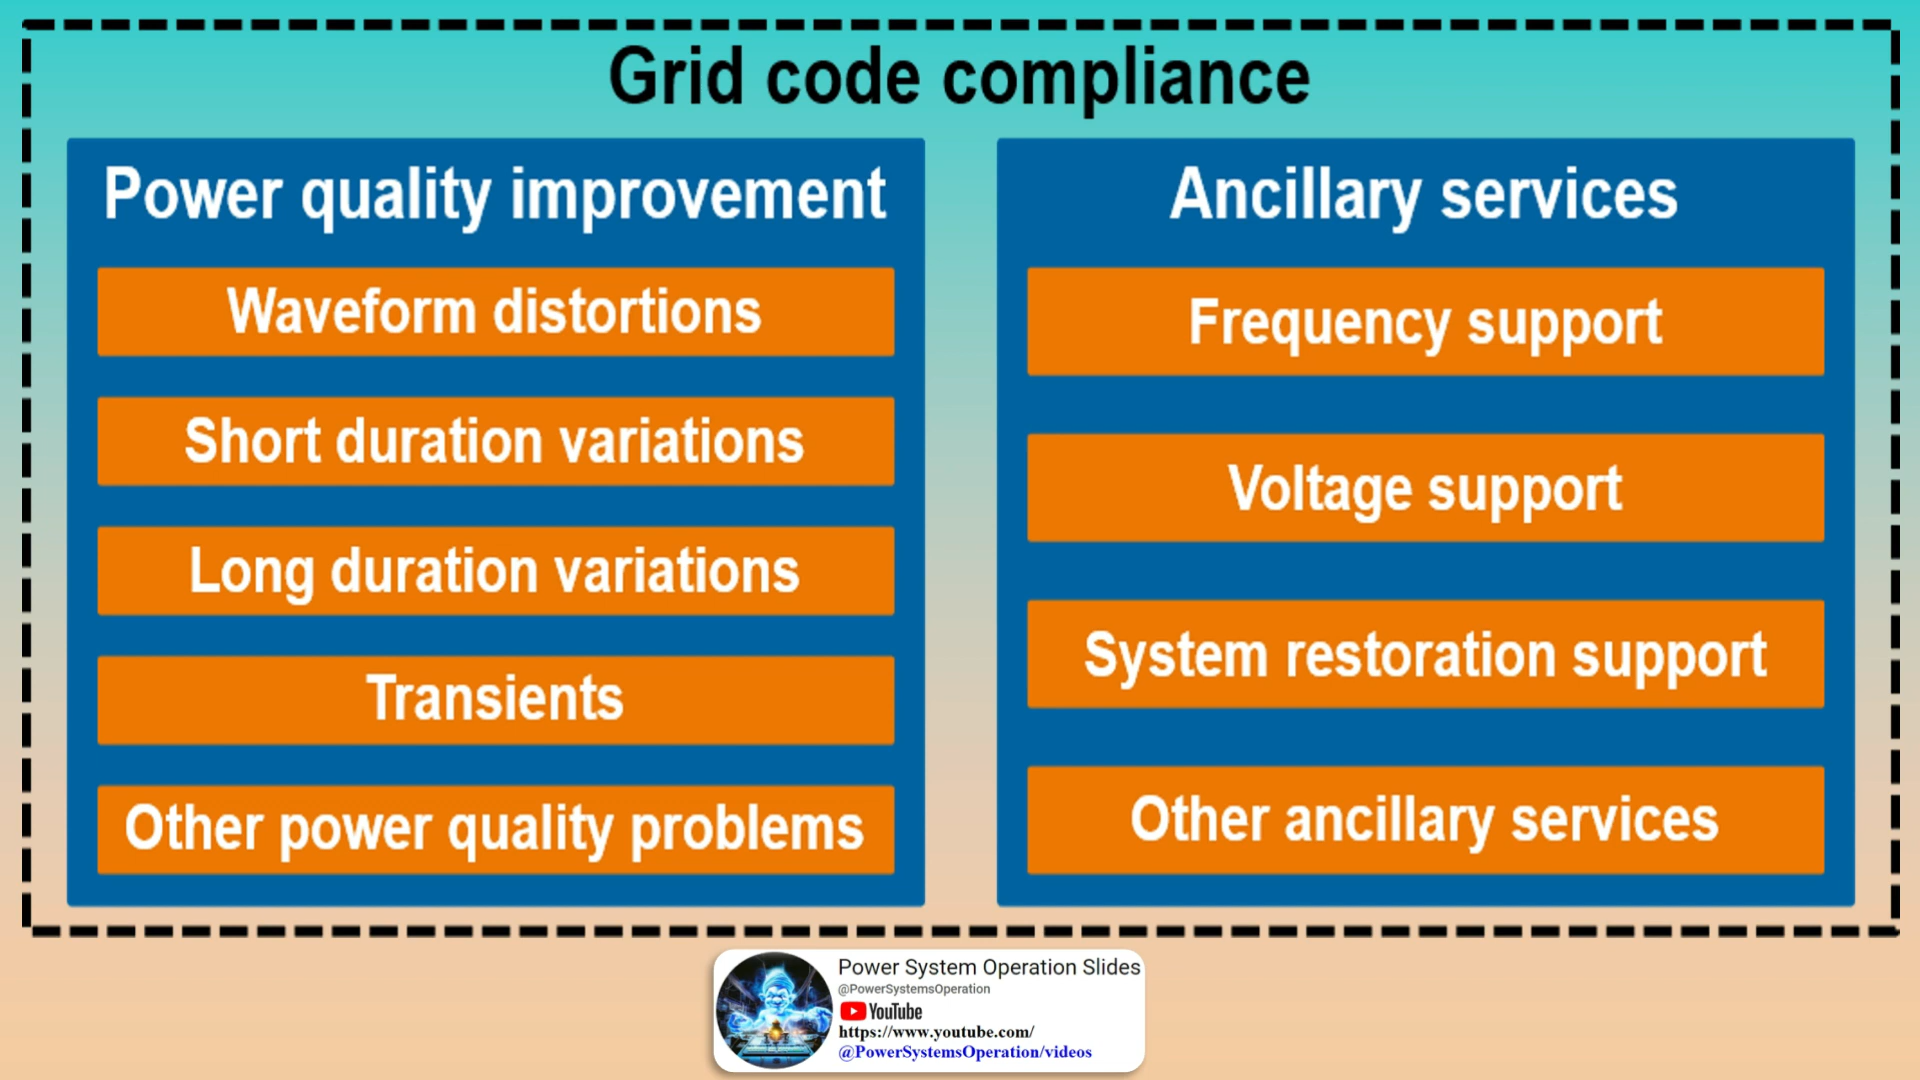 Grid code compliance
Power quality improvement
Waveform distortions
Short duration variations
Long duration variations
Transients
Other power quality problems
Ancillary services
Frequency support
Voltage support
System restoration support
Other ancillary services
Power System Operation Slides
@PowerSystemsOperation
YouTube
https://www.youtube.com/
@PowerSystemsOperation/videos